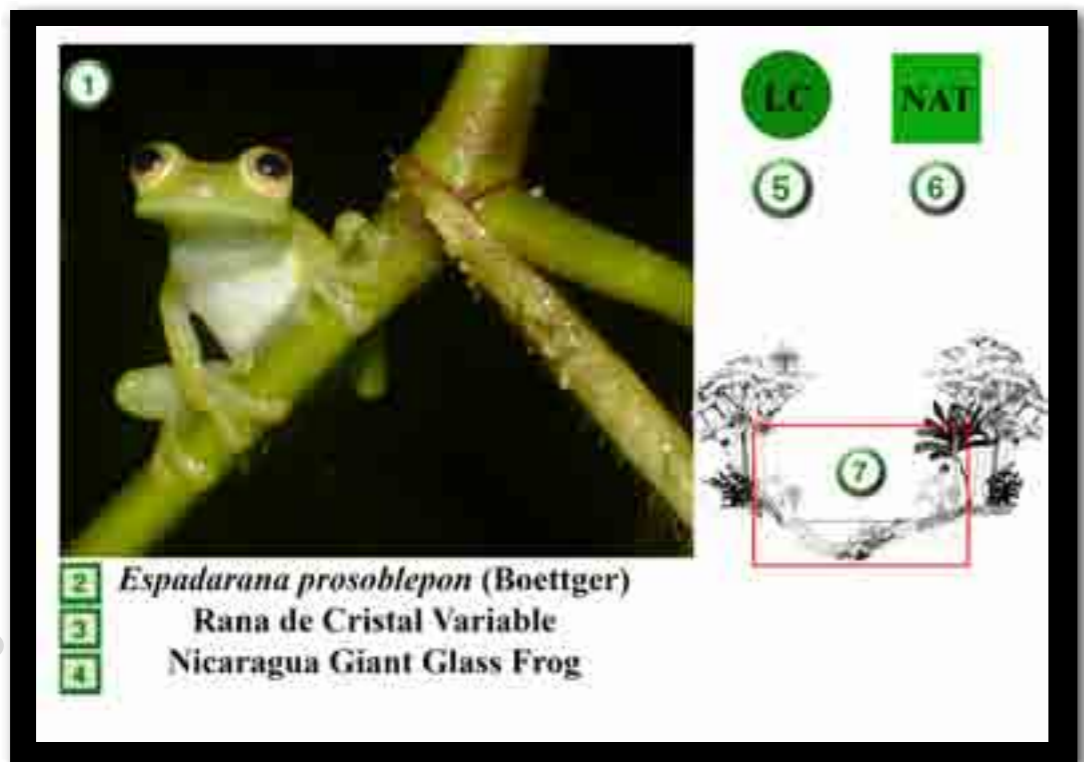 1
LC NAT
5 6
7
2 Espadarana prosoblepon (Boettger)
3 Rana de Cristal Variable
4 Nicaragua Giant Glass Frog